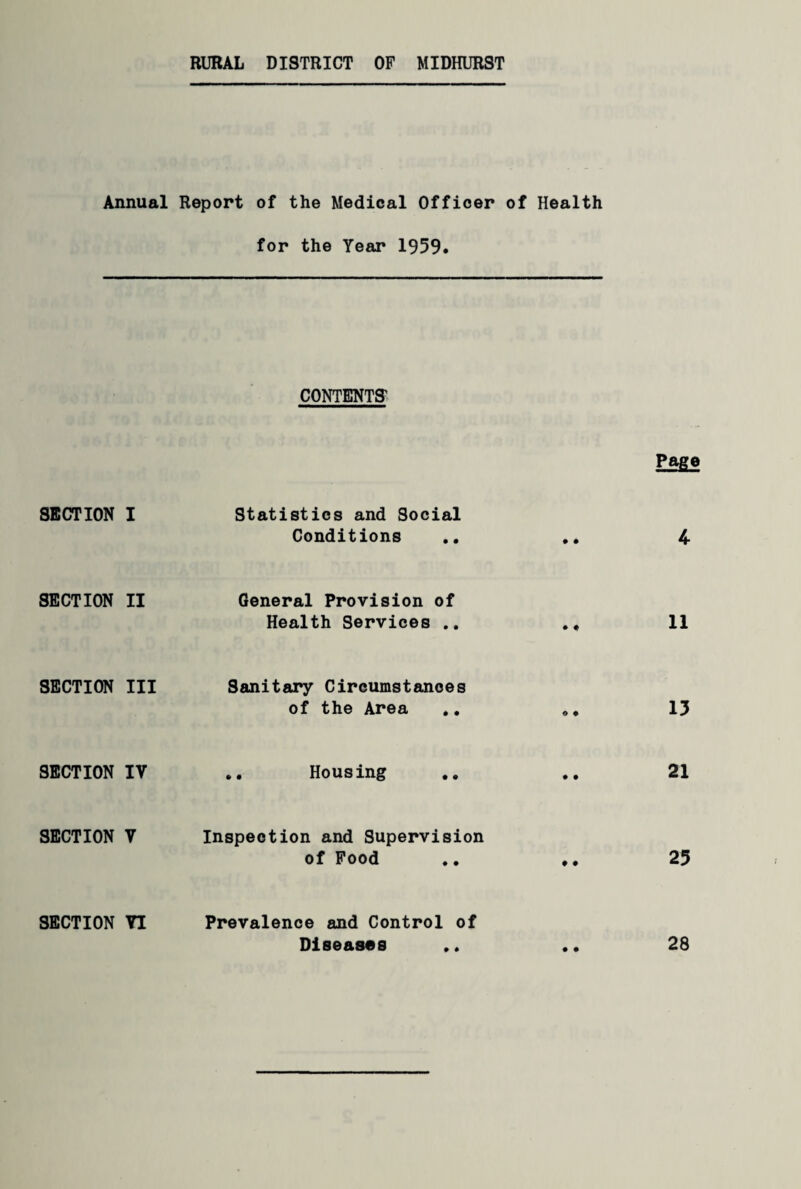 RURAL DISTRICT OF MIDHURST
Annual Report of the Medical Officer of Health
for the Year 1959.
CONTENTS
Page
SECTION I Statistics and Social
Conditions .. .. 4
SECTION II General Provision of
Health Services .. .. 11
SECTION III Sanitary Circumstances
of the Area .. .. 13
SECTION IV .. Housing .. .. 21
SECTION V Inspection and Supervision
of Food .. .. 25
SECTION VI Prevalence and Control of
Diseases .. .. 28